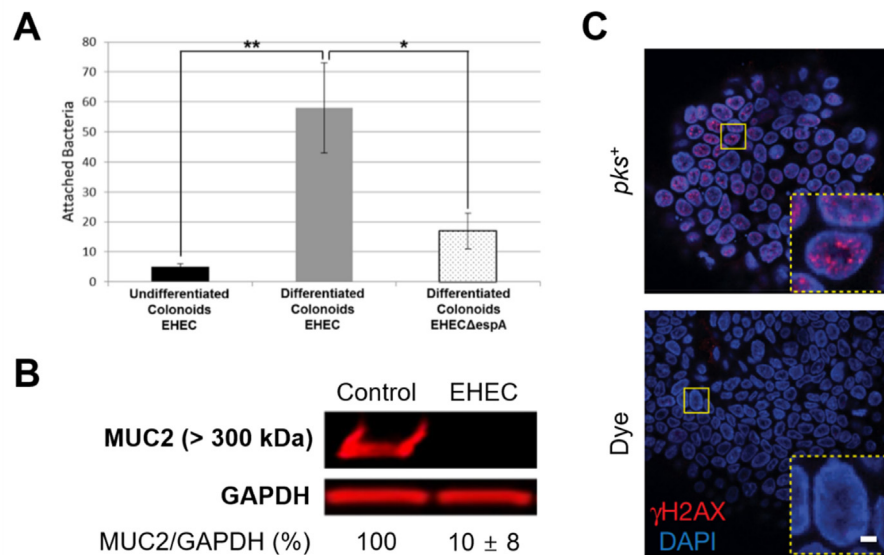 A
80
70
60
50
40
30
20
10
0
Attached Bacteria
**
*
Undifferentiated
Colonoids
EHEC
Differentiated
Colonoids
EHEC
Differentiated
Colonoids
EHECΔespA
B
Control EHEC
MUC2 (> 300 kDa)
GAPDH
MUC2/GAPDH (%) 100 10 ± 8
C
pks⁺
Dye
γH2AX
DAPI